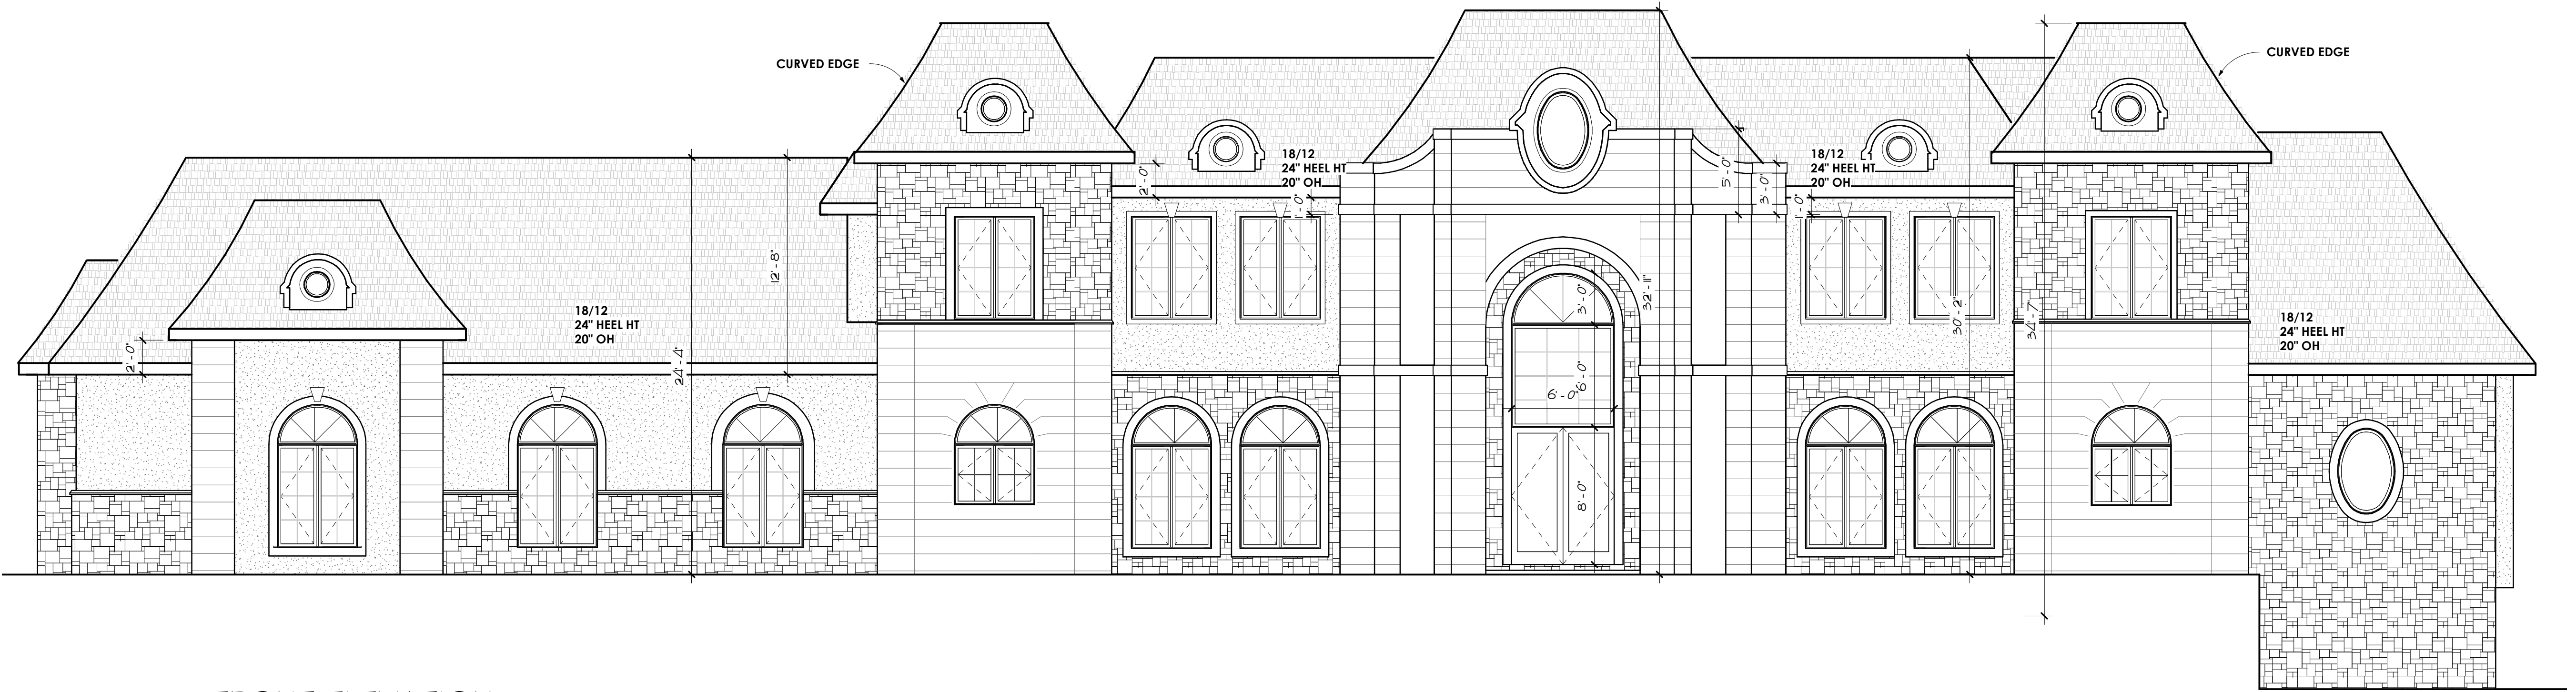 CURVED EDGE
CURVED EDGE
18/12
24" HEEL HT
20" OH
18/12
24" HEEL HT
20" OH
2'-0"
5'-0"
3'-0"
1'-0"
1'-0"
12'-8"
3'-0"
32'-11"
30'-2"
34'-7"
18/12
24" HEEL HT
20" OH
18/12
24" HEEL HT
20" OH
2'-0"
24'-4"
6'-0"
6'-0"
8'-0"
FRONT ELEVATION